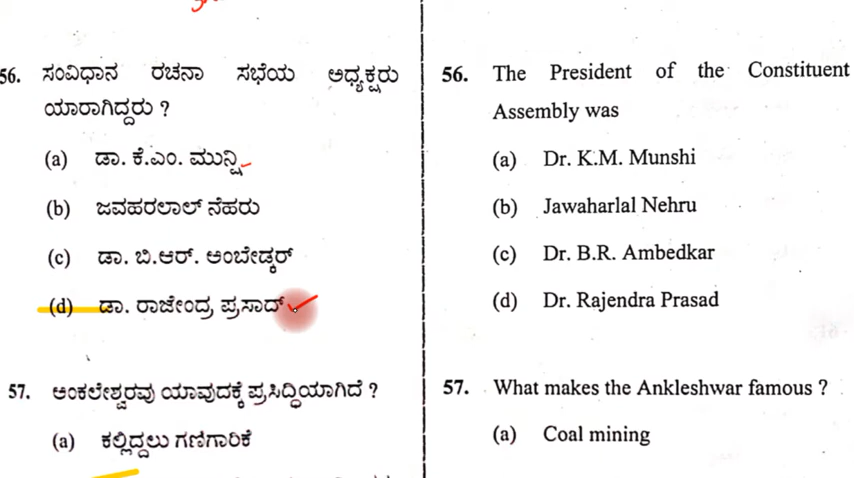 56. ಸಂವಿಧಾನ ರಚನಾ ಸಭೆಯ ಅಧ್ಯಕ್ಷರು
ಯಾರಾಗಿದ್ದರು ?
(a) ಡಾ. ಕೆ.ಎಂ. ಮುನ್ಷಿ
(b) ಜವಹರಲಾಲ್ ನೆಹರು
(c) ಡಾ. ಬಿ.ಆರ್. ಅಂಬೇಡ್ಕರ್
(d) ಡಾ. ರಾಜೇಂದ್ರ ಪ್ರಸಾದ್
57. ಅಂಕಲೇಶ್ವರವು ಯಾವುದಕ್ಕೆ ಪ್ರಸಿದ್ಧಿಯಾಗಿದೆ ?
(a) ಕಲ್ಲಿದ್ದಲು ಗಣಿಗಾರಿಕೆ
56. The President of the Constituent
Assembly was
(a) Dr. K.M. Munshi
(b) Jawaharlal Nehru
(c) Dr. B.R. Ambedkar
(d) Dr. Rajendra Prasad
57. What makes the Ankleshwar famous ?
(a) Coal mining